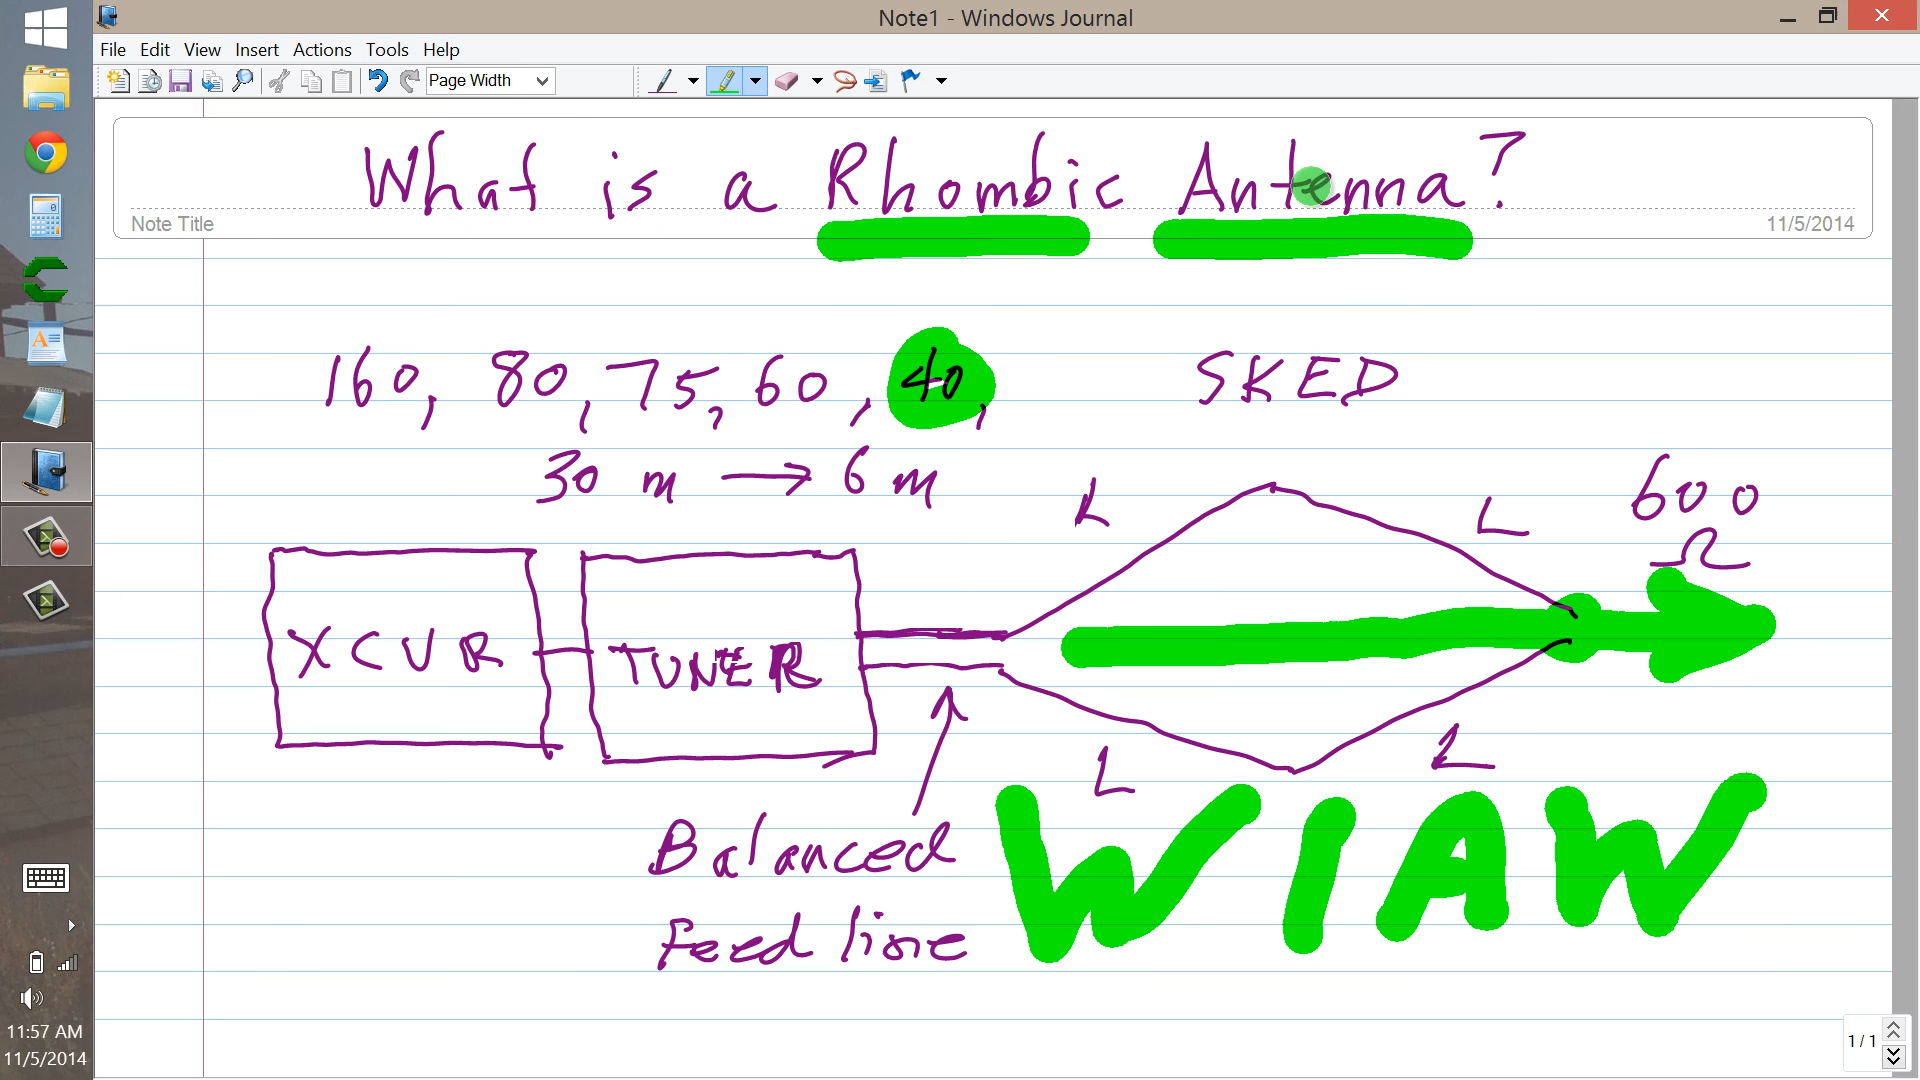 Note1 - Windows Journal
File Edit View Insert Actions Tools Help
Page Width
What is a Rhombic Antenna?
Note Title
11/5/2014
160, 80, 75, 60, 40,
SKED
30 m → 6 m
L
L
600
Ω
XCVR
TUNER
L
L
Balanced
Feed line
W1AW
1 / 1
11:57 AM
11/5/2014